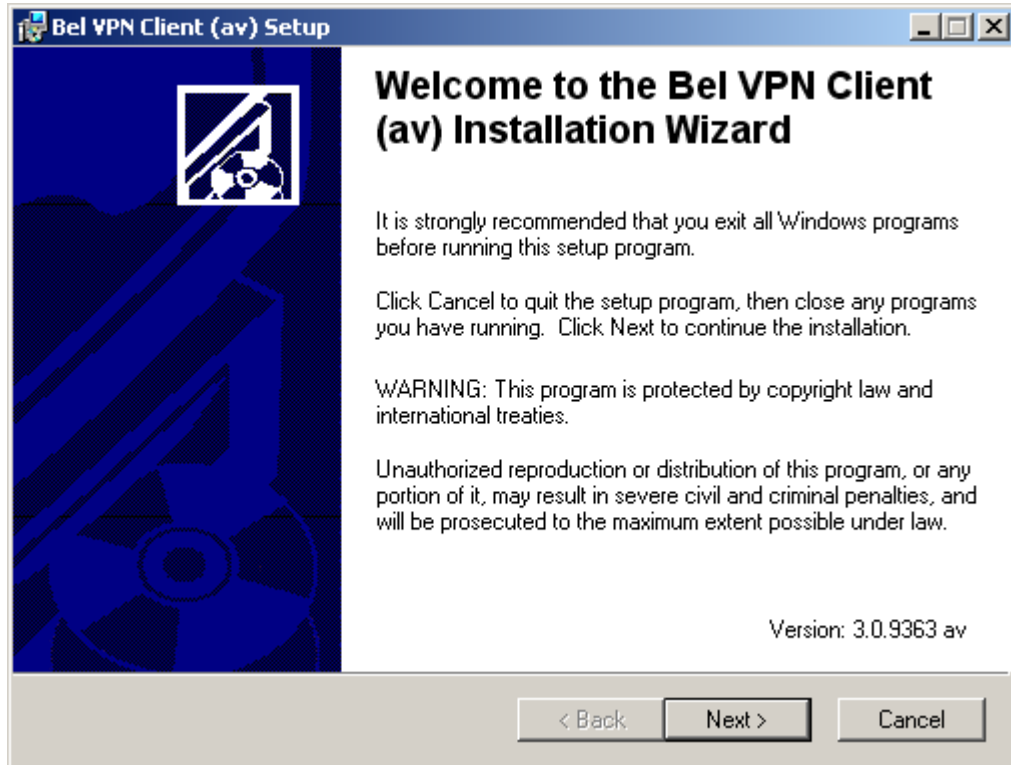 Bel VPN Client (av) Setup
Welcome to the Bel VPN Client
(av) Installation Wizard
It is strongly recommended that you exit all Windows programs
before running this setup program.
Click Cancel to quit the setup program, then close any programs
you have running.  Click Next to continue the installation.
WARNING: This program is protected by copyright law and
international treaties.
Unauthorized reproduction or distribution of this program, or any
portion of it, may result in severe civil and criminal penalties, and
will be prosecuted to the maximum extent possible under law.
Version: 3.0.9363 av
< Back Next > Cancel